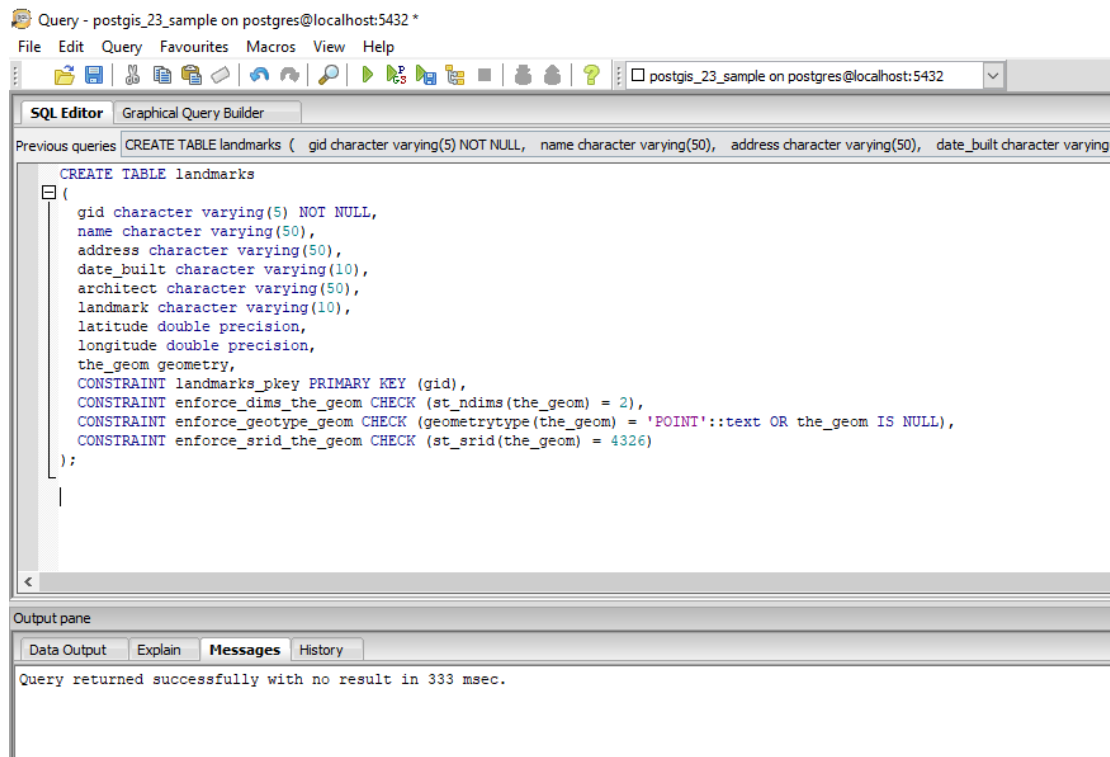 Query - postgis_23_sample on postgres@localhost:5432 *
File Edit Query Favourites Macros View Help
postgis_23_sample on postgres@localhost:5432
SQL Editor Graphical Query Builder
Previous queries CREATE TABLE landmarks ( gid character varying(5) NOT NULL, name character varying(50), address character varying(50), date_built character varying
CREATE TABLE landmarks
(
gid character varying(5) NOT NULL,
name character varying(50),
address character varying(50),
date_built character varying(10),
architect character varying(50),
landmark character varying(10),
latitude double precision,
longitude double precision,
the_geom geometry,
CONSTRAINT landmarks_pkey PRIMARY KEY (gid),
CONSTRAINT enforce_dims_the_geom CHECK (st_ndims(the_geom) = 2),
CONSTRAINT enforce_geotype_geom CHECK (geometrytype(the_geom) = 'POINT'::text OR the_geom IS NULL),
CONSTRAINT enforce_srid_the_geom CHECK (st_srid(the_geom) = 4326)
);
Output pane
Data Output Explain Messages History
Query returned successfully with no result in 333 msec.